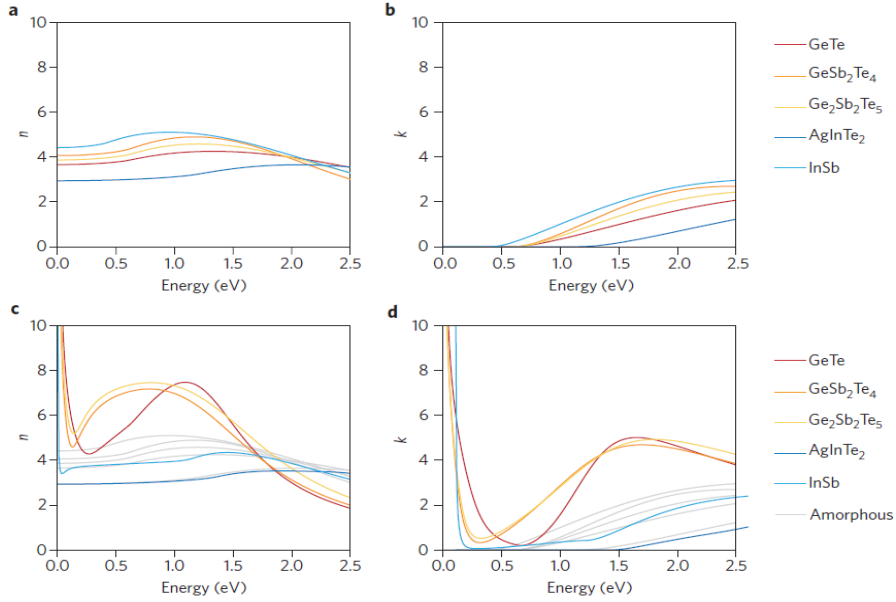 a
10
8
6
4
2
0
n
0.0 0.5 1.0 1.5 2.0 2.5
Energy (eV)
b
10
8
6
4
2
0
k
0.0 0.5 1.0 1.5 2.0 2.5
Energy (eV)
GeTe
GeSb₂Te₄
Ge₂Sb₂Te₅
AgInTe₂
InSb
c
10
8
6
4
2
0
n
0.0 0.5 1.0 1.5 2.0 2.5
Energy (eV)
d
10
8
6
4
2
0
k
0.0 0.5 1.0 1.5 2.0 2.5
Energy (eV)
GeTe
GeSb₂Te₄
Ge₂Sb₂Te₅
AgInTe₂
InSb
Amorphous